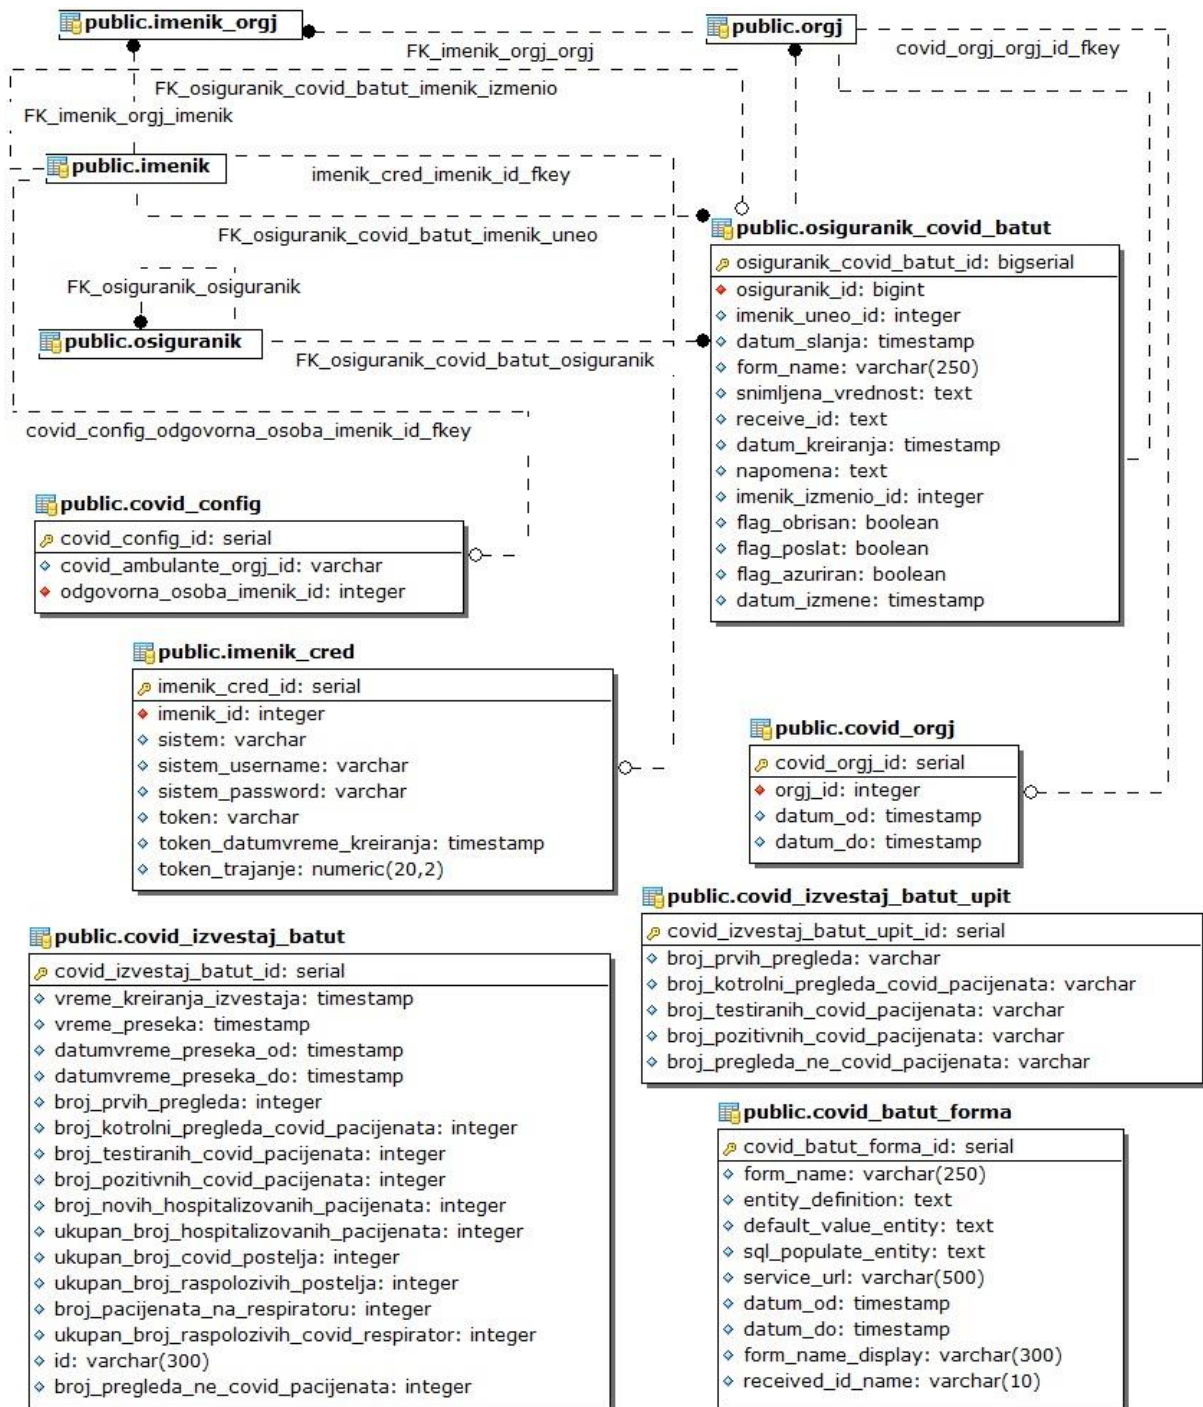 public.imenik_orgj
public.orgj
FK_imenik_orgj_orgj
covid_orgj_orgj_id_fkey
FK_osiguranik_covid_batut_imenik_izmenio
FK_imenik_orgj_imenik
public.imenik
imenik_cred_imenik_id_fkey
FK_osiguranik_covid_batut_imenik_uneo
FK_osiguranik_osiguranik
public.osiguranik
FK_osiguranik_covid_batut_osiguranik
covid_config_odgovorna_osoba_imenik_id_fkey
public.osiguranik_covid_batut
osiguranik_covid_batut_id: bigserial
osiguranik_id: bigint
imenik_uneo_id: integer
datum_slanja: timestamp
form_name: varchar(250)
snimljena_vrednost: text
receive_id: text
datum_kreiranja: timestamp
napomena: text
imenik_izmenio_id: integer
flag_obrisan: boolean
flag_poslat: boolean
flag_azuriran: boolean
datum_izmene: timestamp
public.covid_config
covid_config_id: serial
covid_ambulante_orgj_id: varchar
odgovorna_osoba_imenik_id: integer
public.imenik_cred
imenik_cred_id: serial
imenik_id: integer
sistem: varchar
sistem_username: varchar
sistem_password: varchar
token: varchar
token_datumvreme_kreiranja: timestamp
token_trajanje: numeric(20,2)
public.covid_orgj
covid_orgj_id: serial
orgj_id: integer
datum_od: timestamp
datum_do: timestamp
public.covid_izvestaj_batut_upit
covid_izvestaj_batut_upit_id: serial
broj_prvih_pregleda: varchar
broj_kotrolni_pregleda_covid_pacijenata: varchar
broj_testiranih_covid_pacijenata: varchar
broj_pozitivnih_covid_pacijenata: varchar
broj_pregleda_ne_covid_pacijenata: varchar
public.covid_izvestaj_batut
covid_izvestaj_batut_id: serial
vreme_kreiranja_izvestaja: timestamp
vreme_preseka: timestamp
datumvreme_preseka_od: timestamp
datumvreme_preseka_do: timestamp
broj_prvih_pregleda: integer
broj_kotrolni_pregleda_covid_pacijenata: integer
broj_testiranih_covid_pacijenata: integer
broj_pozitivnih_covid_pacijenata: integer
broj_novih_hospitalizovanih_pacijenata: integer
ukupan_broj_hospitalizovanih_pacijenata: integer
ukupan_broj_covid_postelja: integer
ukupan_broj_raspolozivih_postelja: integer
broj_pacijenata_na_respiratoru: integer
ukupan_broj_raspolozivih_covid_respirator: integer
id: varchar(300)
broj_pregleda_ne_covid_pacijenata: integer
public.covid_batut_forma
covid_batut_forma_id: serial
form_name: varchar(250)
entity_definition: text
default_value_entity: text
sql_populate_entity: text
service_url: varchar(500)
datum_od: timestamp
datum_do: timestamp
form_name_display: varchar(300)
received_id_name: varchar(10)